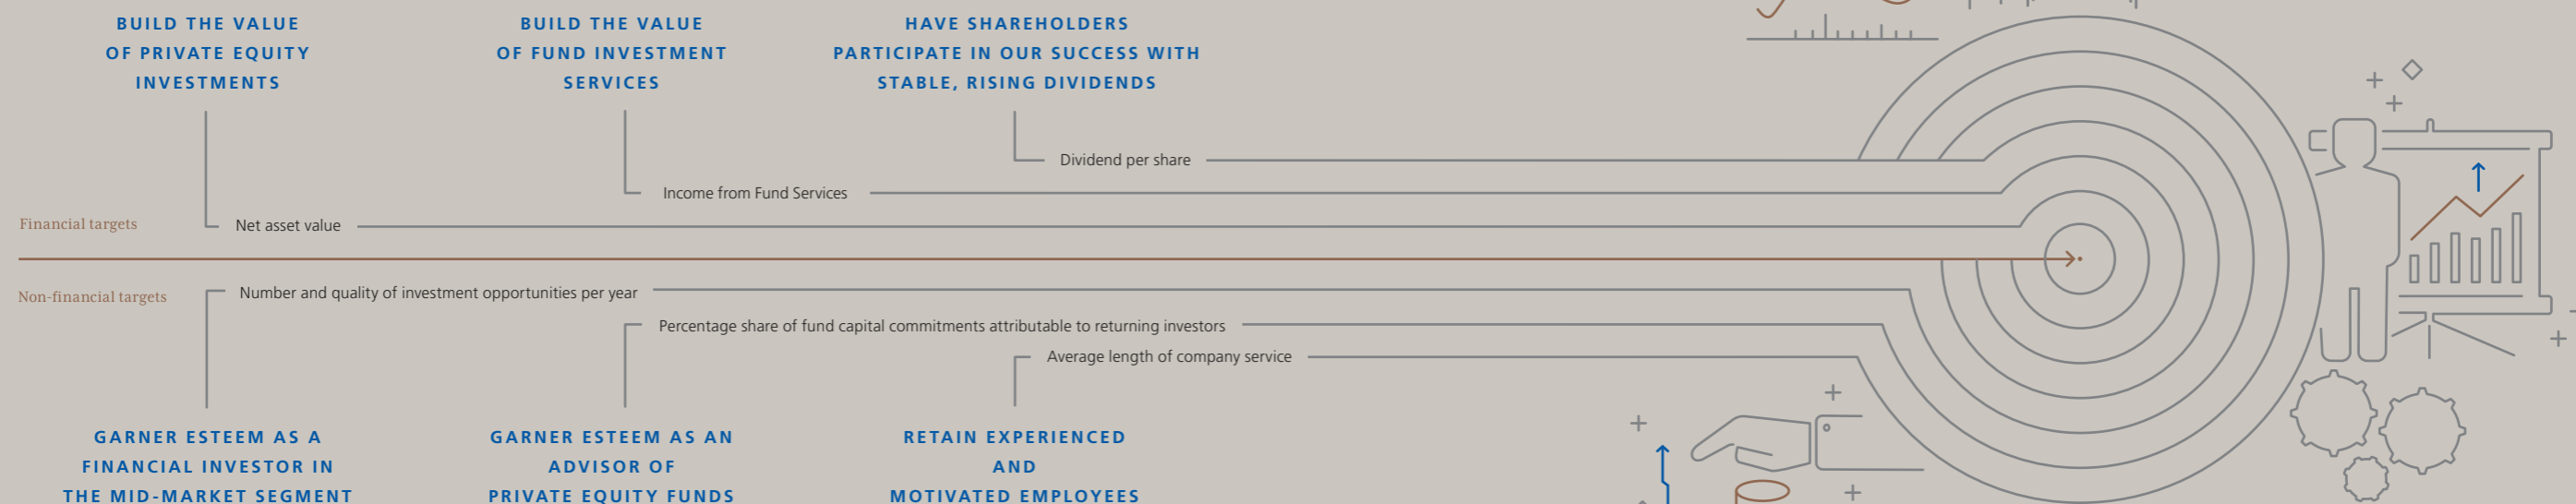 BUILD THE VALUE
OF PRIVATE EQUITY
INVESTMENTS
BUILD THE VALUE
OF FUND INVESTMENT
SERVICES
HAVE SHAREHOLDERS
PARTICIPATE IN OUR SUCCESS WITH
STABLE, RISING DIVIDENDS
Dividend per share
Income from Fund Services
Financial targets
Net asset value
Non-financial targets
Number and quality of investment opportunities per year
Percentage share of fund capital commitments attributable to returning investors
Average length of company service
GARNER ESTEEM AS A
FINANCIAL INVESTOR IN
THE MID-MARKET SEGMENT
GARNER ESTEEM AS AN
ADVISOR OF
PRIVATE EQUITY FUNDS
RETAIN EXPERIENCED
AND
MOTIVATED EMPLOYEES